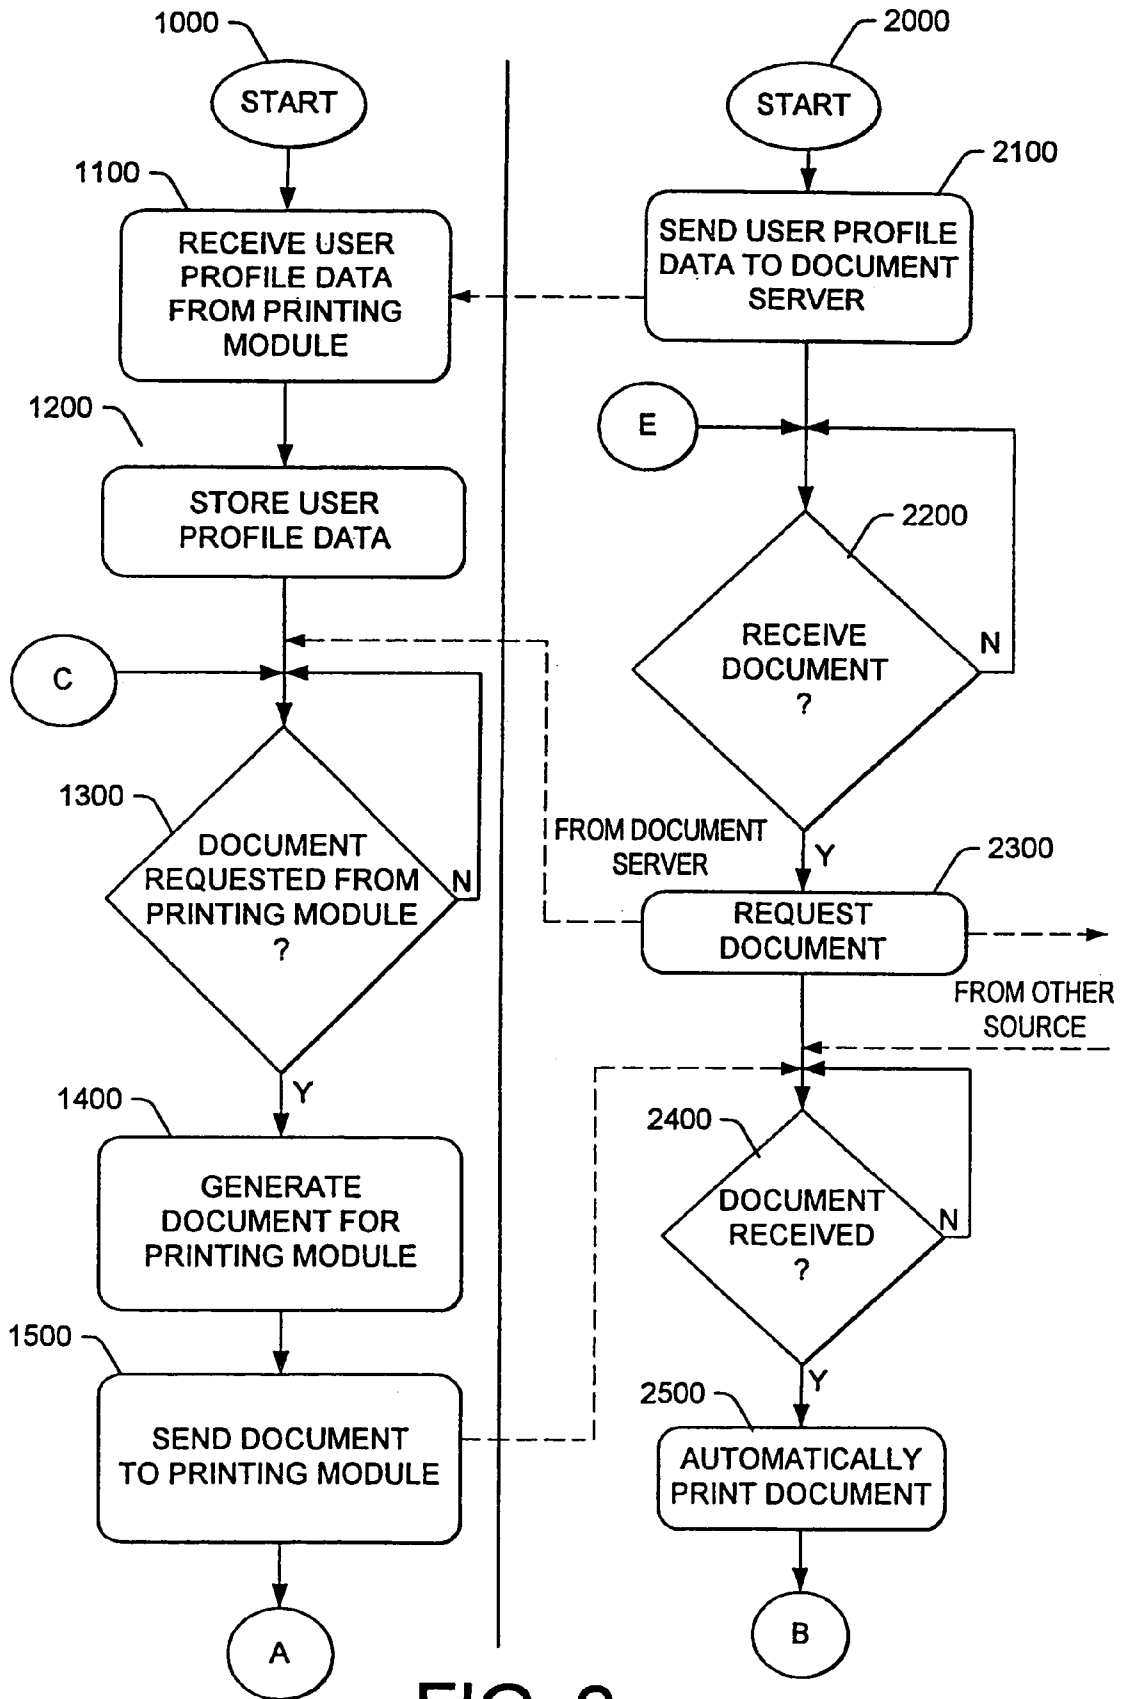 1000
START
1100
RECEIVE USER
PROFILE DATA
FROM PRINTING
MODULE
1200
STORE USER
PROFILE DATA
C
1300
DOCUMENT
REQUESTED FROM
PRINTING MODULE
?
N
Y
1400
GENERATE
DOCUMENT FOR
PRINTING MODULE
1500
SEND DOCUMENT
TO PRINTING MODULE
A
2000
START
2100
SEND USER PROFILE
DATA TO DOCUMENT
SERVER
E
2200
RECEIVE
DOCUMENT
?
N
Y
FROM DOCUMENT
SERVER
2300
REQUEST
DOCUMENT
FROM OTHER
SOURCE
2400
DOCUMENT
RECEIVED
?
N
Y
2500
AUTOMATICALLY
PRINT DOCUMENT
B